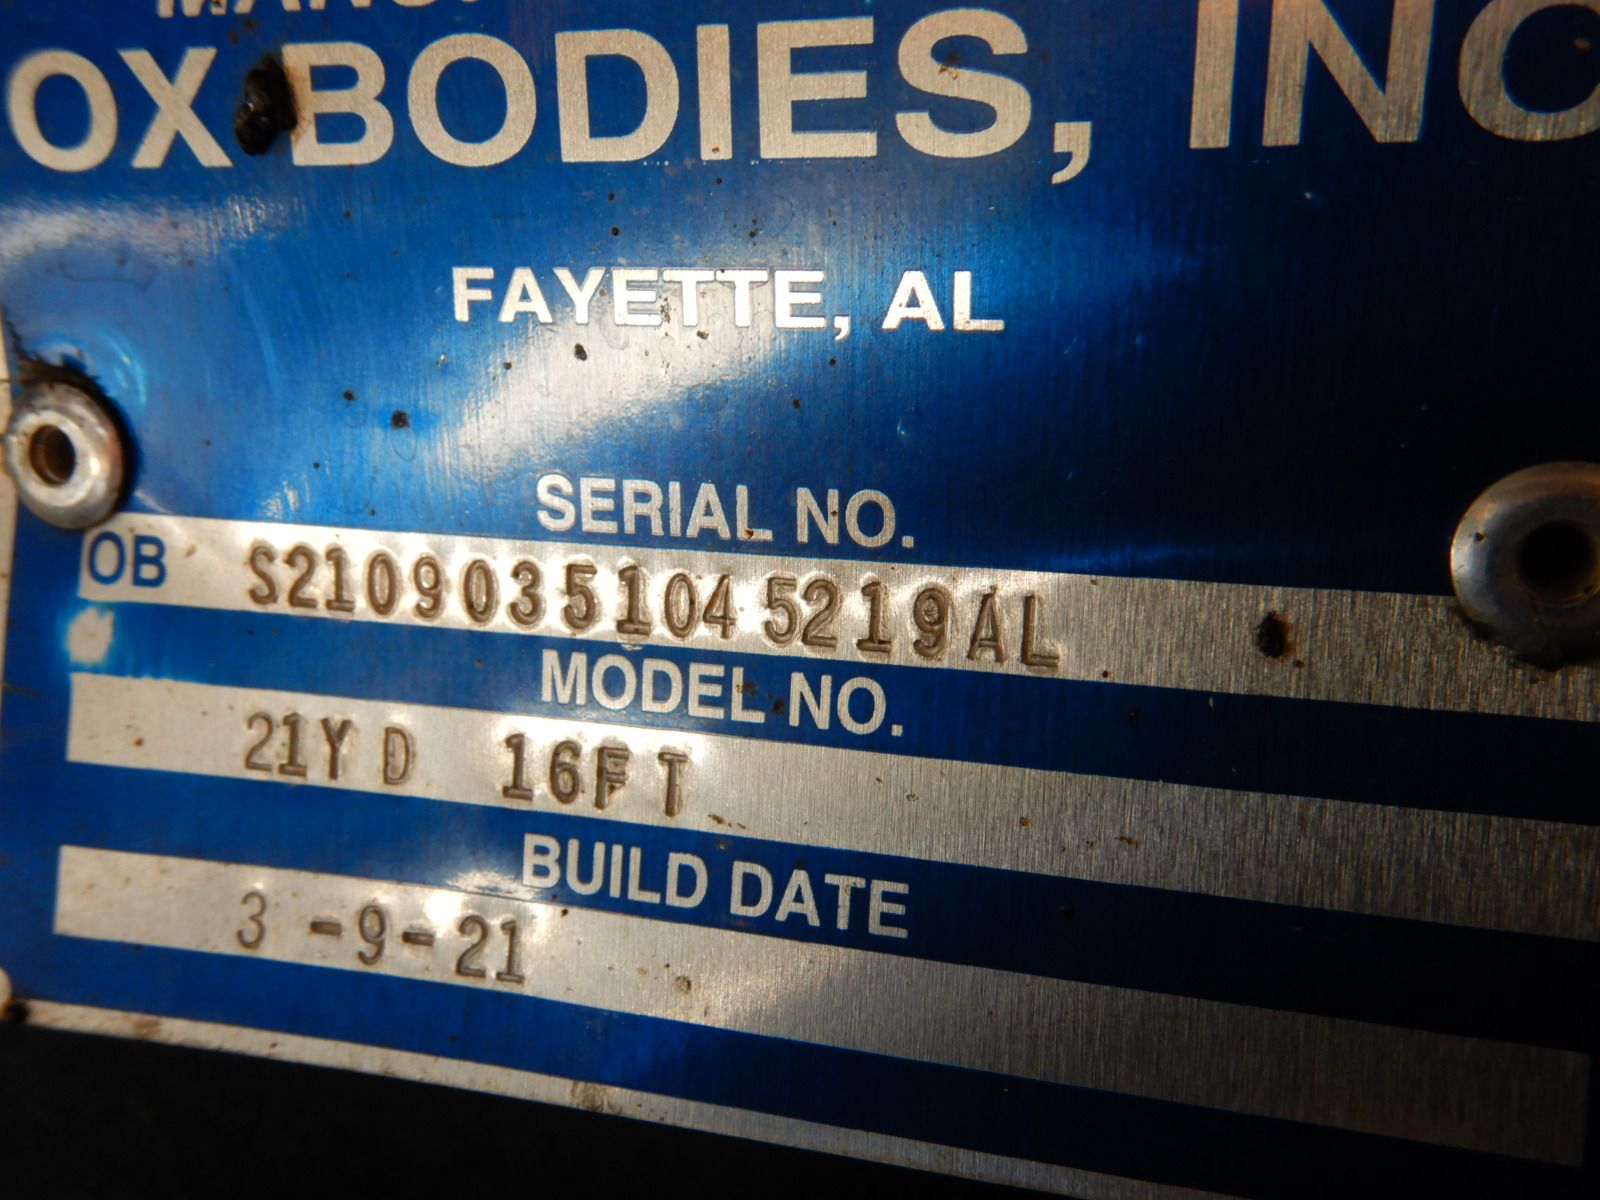 OX BODIES, INC
FAYETTE, AL
SERIAL NO.
OB S2109035104 5219AL
MODEL NO.
21YD 16FT
BUILD DATE
3 -9-21